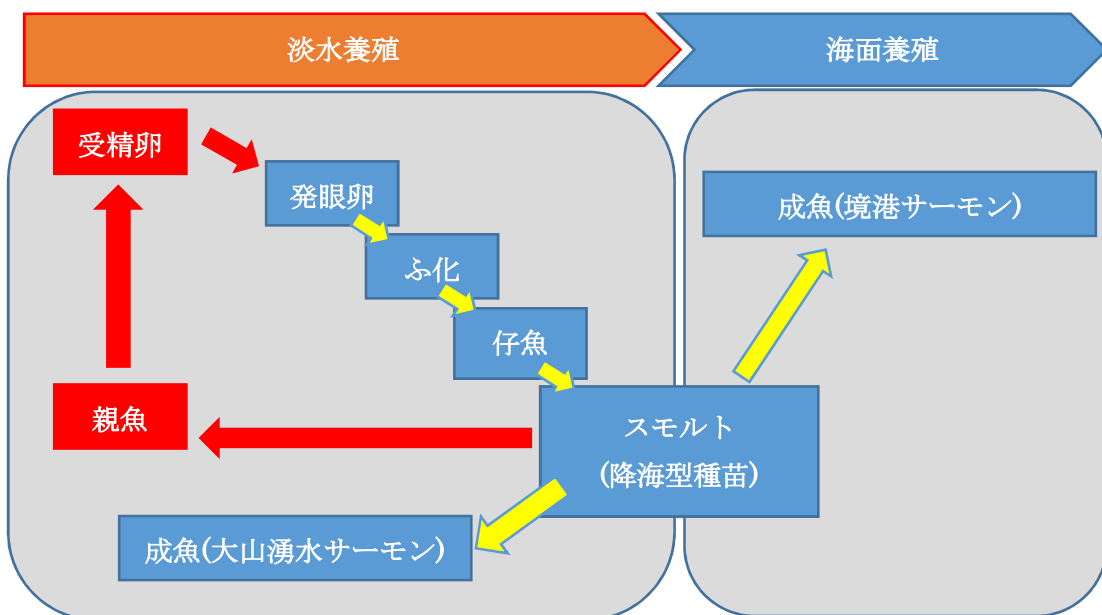 淡水養殖
海面養殖
受精卵
発眼卵
ふ化
仔魚
スモルト
(降海型種苗)
親魚
成魚(大山湧水サーモン)
成魚(境港サーモン)